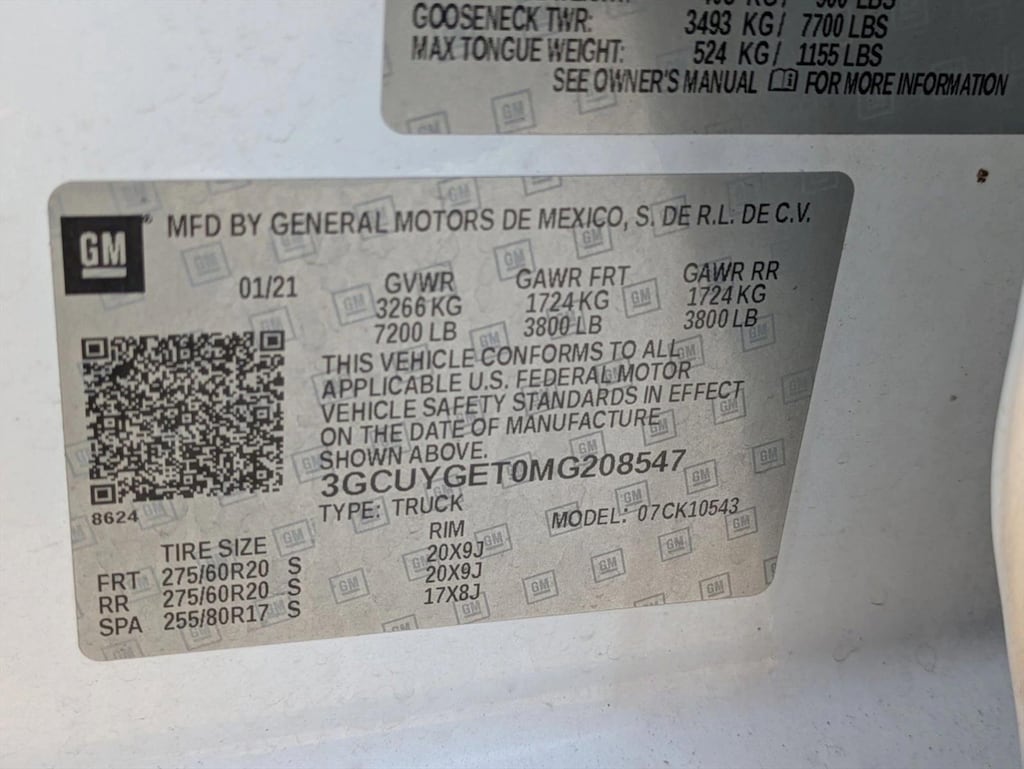 GOOSENECK TWR: 3493 KG/ 7700 LBS
MAX TONGUE WEIGHT: 524 KG/ 1155 LBS
SEE OWNER'S MANUAL FOR MORE INFORMATION
GM® MFD BY GENERAL MOTORS DE MEXICO, S. DE R.L. DE C.V.
01/21 GVWR GAWR FRT GAWR RR
3266 KG 1724 KG 1724 KG
7200 LB 3800 LB 3800 LB
THIS VEHICLE CONFORMS TO ALL
APPLICABLE U.S. FEDERAL MOTOR
VEHICLE SAFETY STANDARDS IN EFFECT
ON THE DATE OF MANUFACTURE
SHOWN ABOVE.
3GCUYGET0MG208547
8624 TYPE: TRUCK MODEL: 07CK10543
TIRE SIZE RIM
FRT 275/60R20 S 20X9J
RR 275/60R20 S 20X9J
SPA 255/80R17 S 17X8J